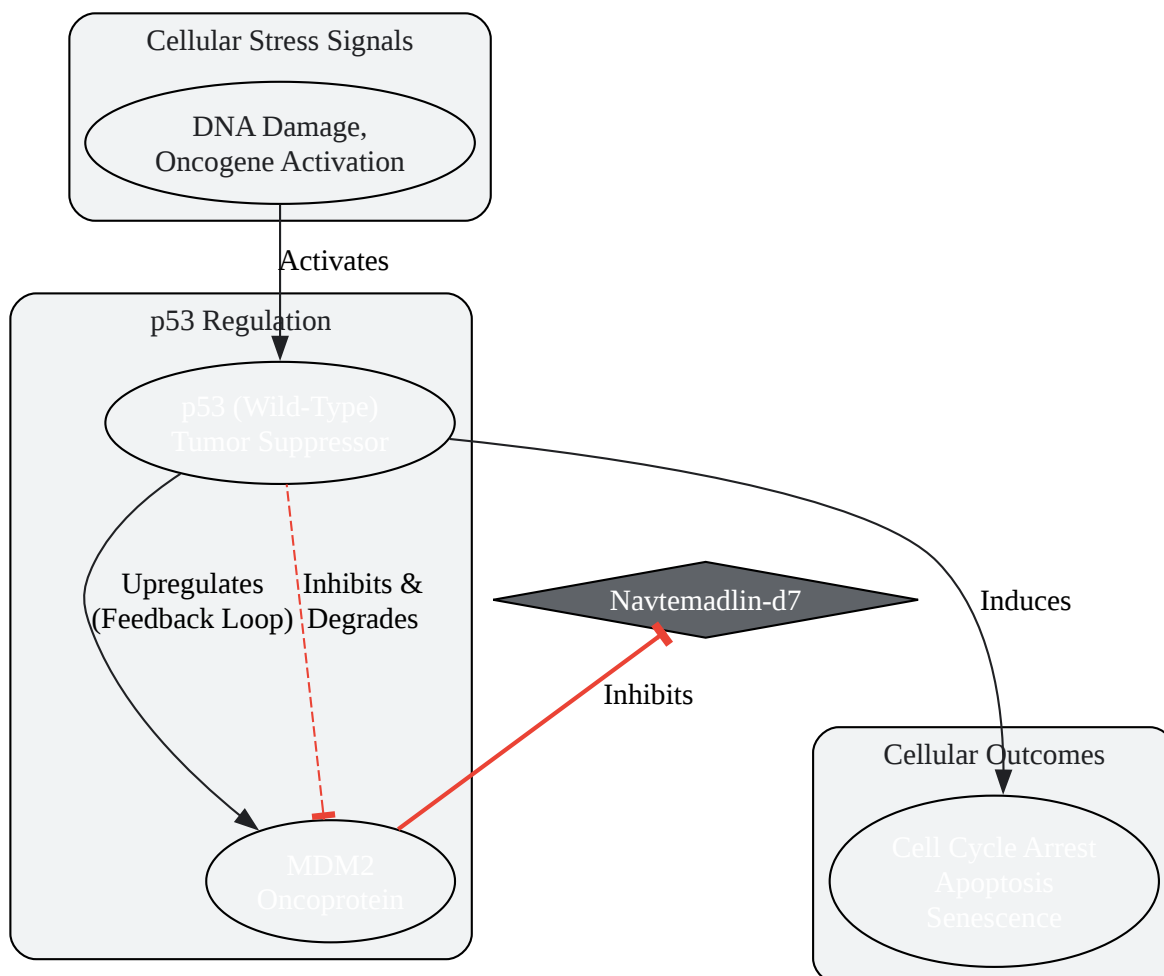 Cellular Stress Signals
DNA Damage,
Oncogene Activation
Activates
p53 Regulation
p53 (Wild-Type)
Tumor Suppressor
Upregulates
(Feedback Loop)
Inhibits &
Degrades
Navtemadlin-d7
Induces
Inhibits
Cellular Outcomes
MDM2
Oncoprotein
Cell Cycle Arrest
Apoptosis
Senescence